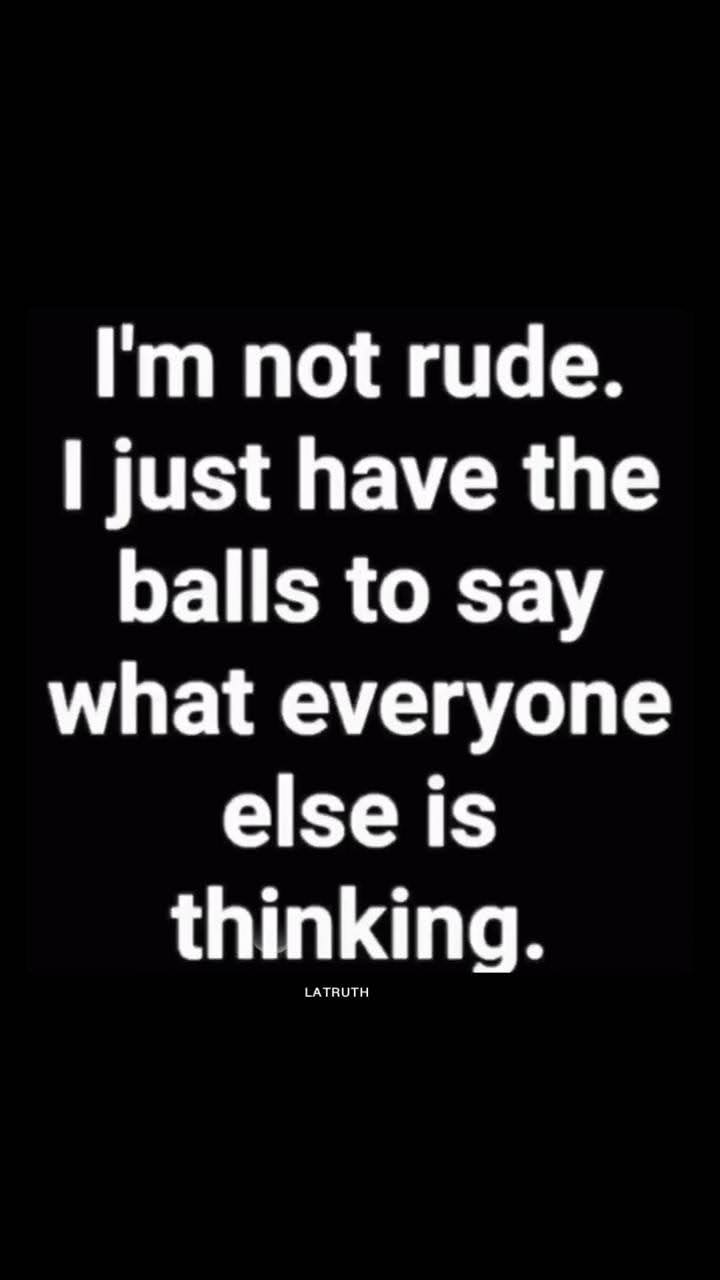 I'm not rude.
I just have the
balls to say
what everyone
else is
thinking.
LATRUTH